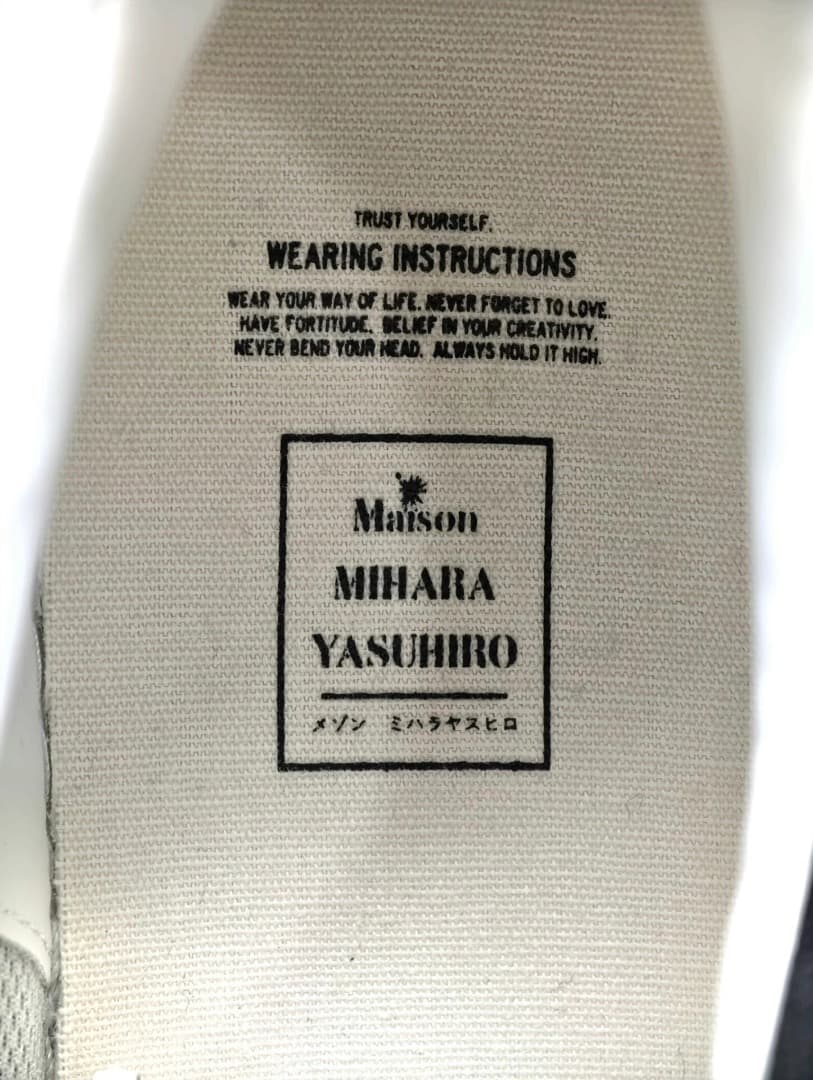 TRUST YOURSELF.
WEARING INSTRUCTIONS
WEAR YOUR WAY OF LIFE. NEVER FORGET TO LOVE.
HAVE FORTITUDE. BELIEF IN YOUR CREATIVITY.
NEVER BEND YOUR HEAD. ALWAYS HOLD IT HIGH.
Maison
MIHARA
YASUHIRO
メゾン ミハラヤスヒロ